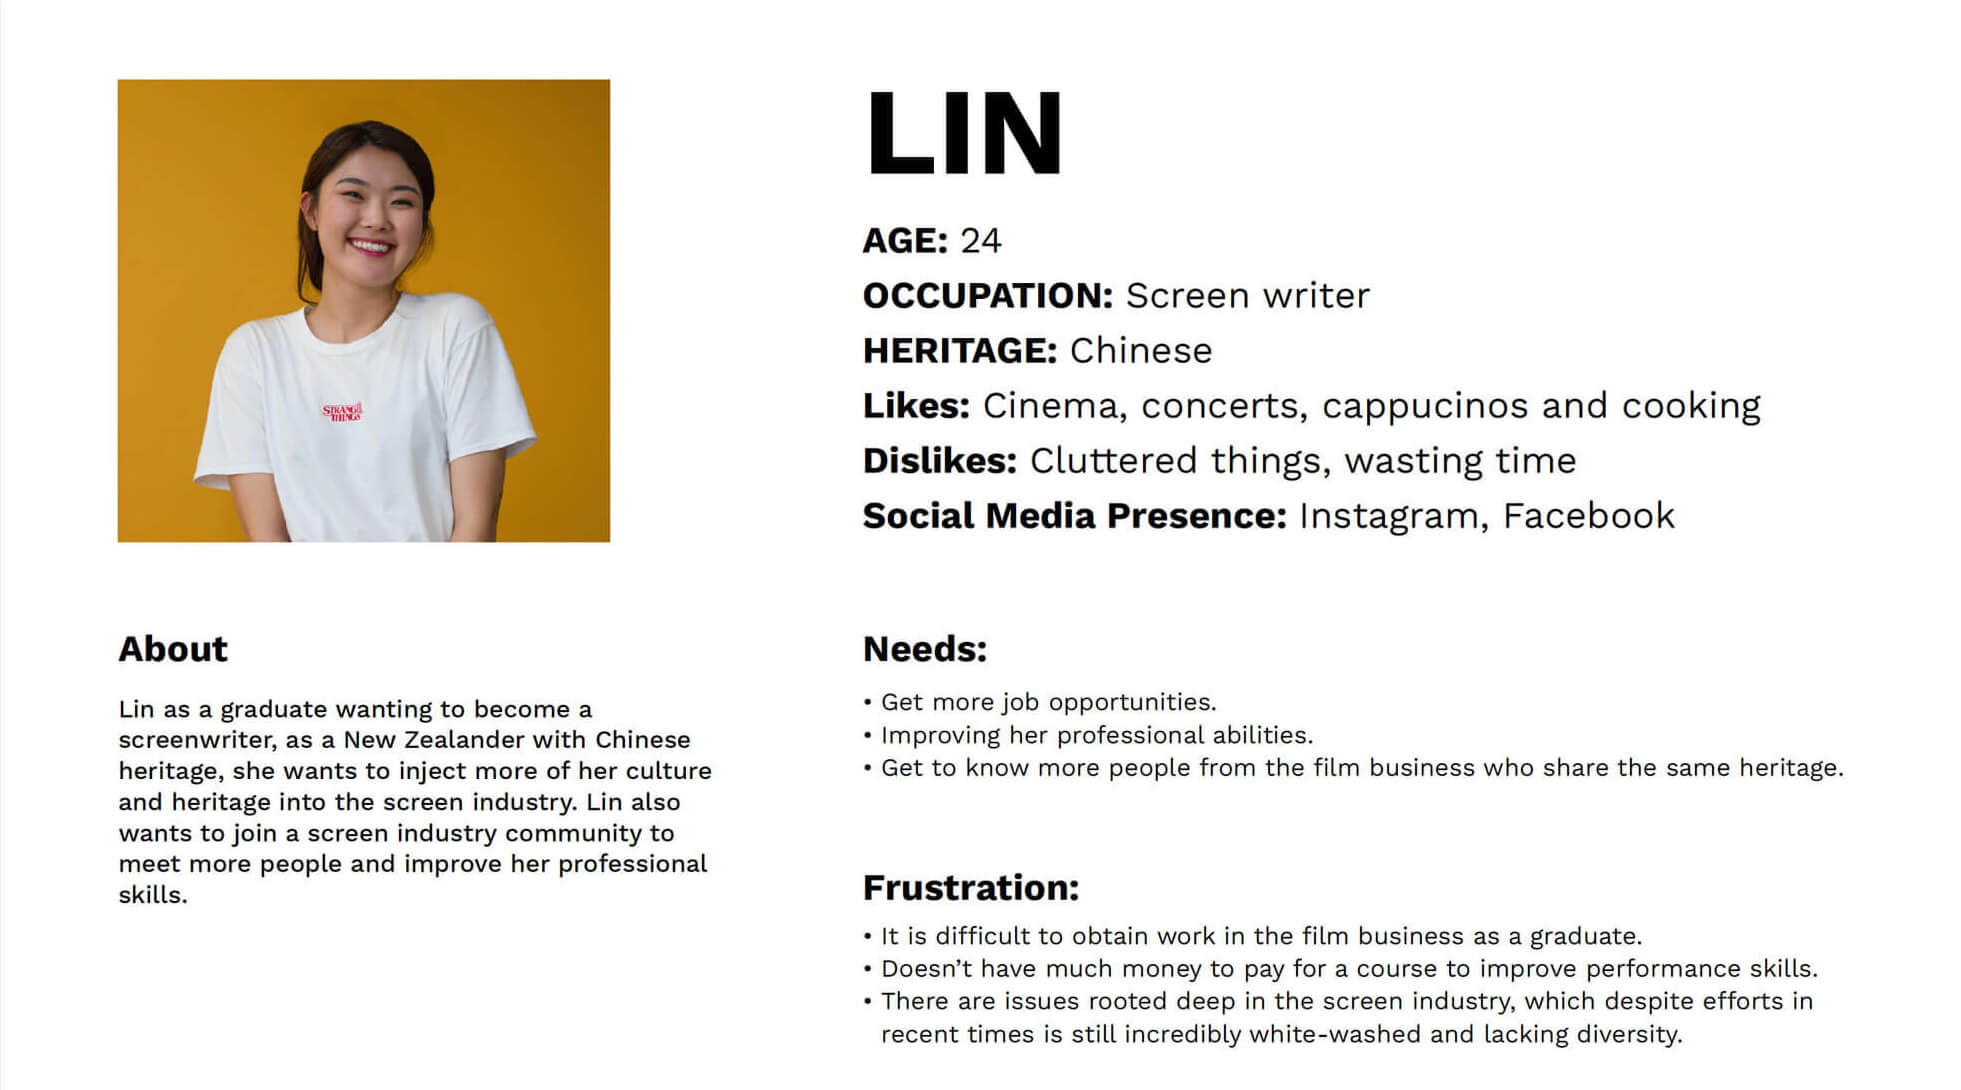 LIN
AGE: 24
OCCUPATION: Screen writer
HERITAGE: Chinese
Likes: Cinema, concerts, cappucinos and cooking
Dislikes: Cluttered things, wasting time
Social Media Presence: Instagram, Facebook
STRANGER
THINGS
About
Lin as a graduate wanting to become a
screenwriter, as a New Zealander with Chinese
heritage, she wants to inject more of her culture
and heritage into the screen industry. Lin also
wants to join a screen industry community to
meet more people and improve her professional
skills.
Needs:
• Get more job opportunities.
• Improving her professional abilities.
• Get to know more people from the film business who share the same heritage.
Frustration:
• It is difficult to obtain work in the film business as a graduate.
• Doesn’t have much money to pay for a course to improve performance skills.
• There are issues rooted deep in the screen industry, which despite efforts in
recent times is still incredibly white-washed and lacking diversity.